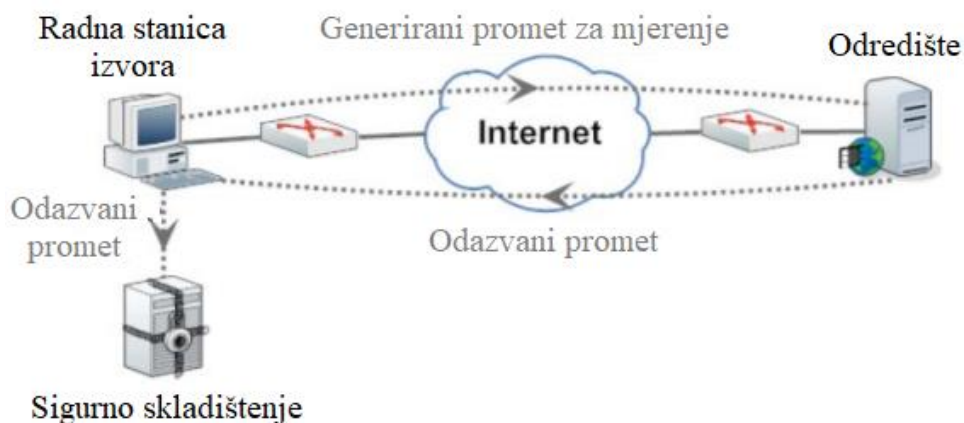 Radna stanica
izvora
Generirani promet za mjerenje
Odredište
Internet
Odazvani
promet
Odazvani promet
Sigurno skladištenje